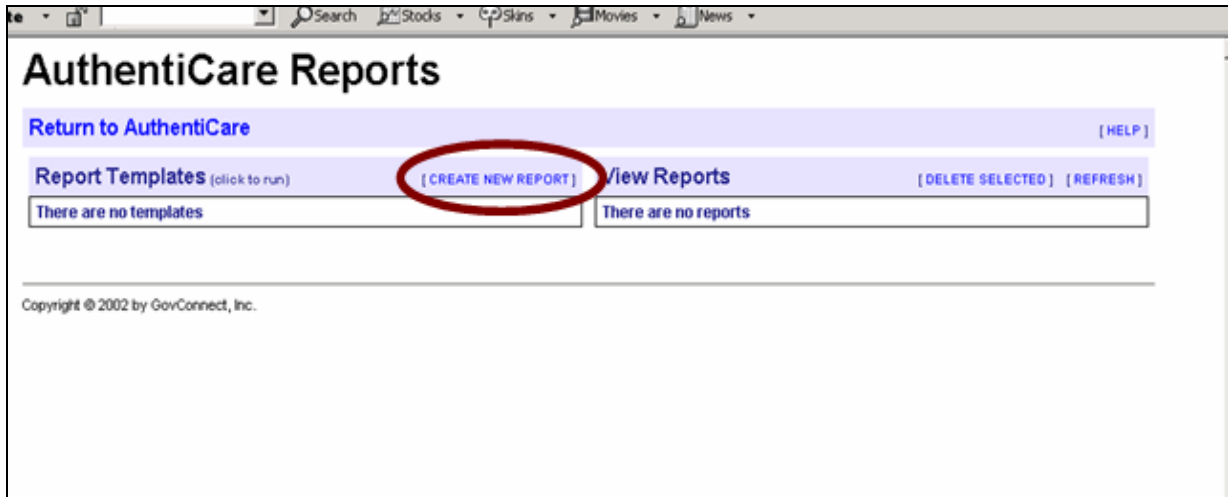 te Search Stocks Skins Movies News
AuthentiCare Reports
Return to AuthentiCare [ HELP ]
Report Templates (click to run) [ CREATE NEW REPORT ] View Reports [ DELETE SELECTED ] [ REFRESH ]
There are no templates There are no reports
Copyright © 2002 by GovConnect, Inc.